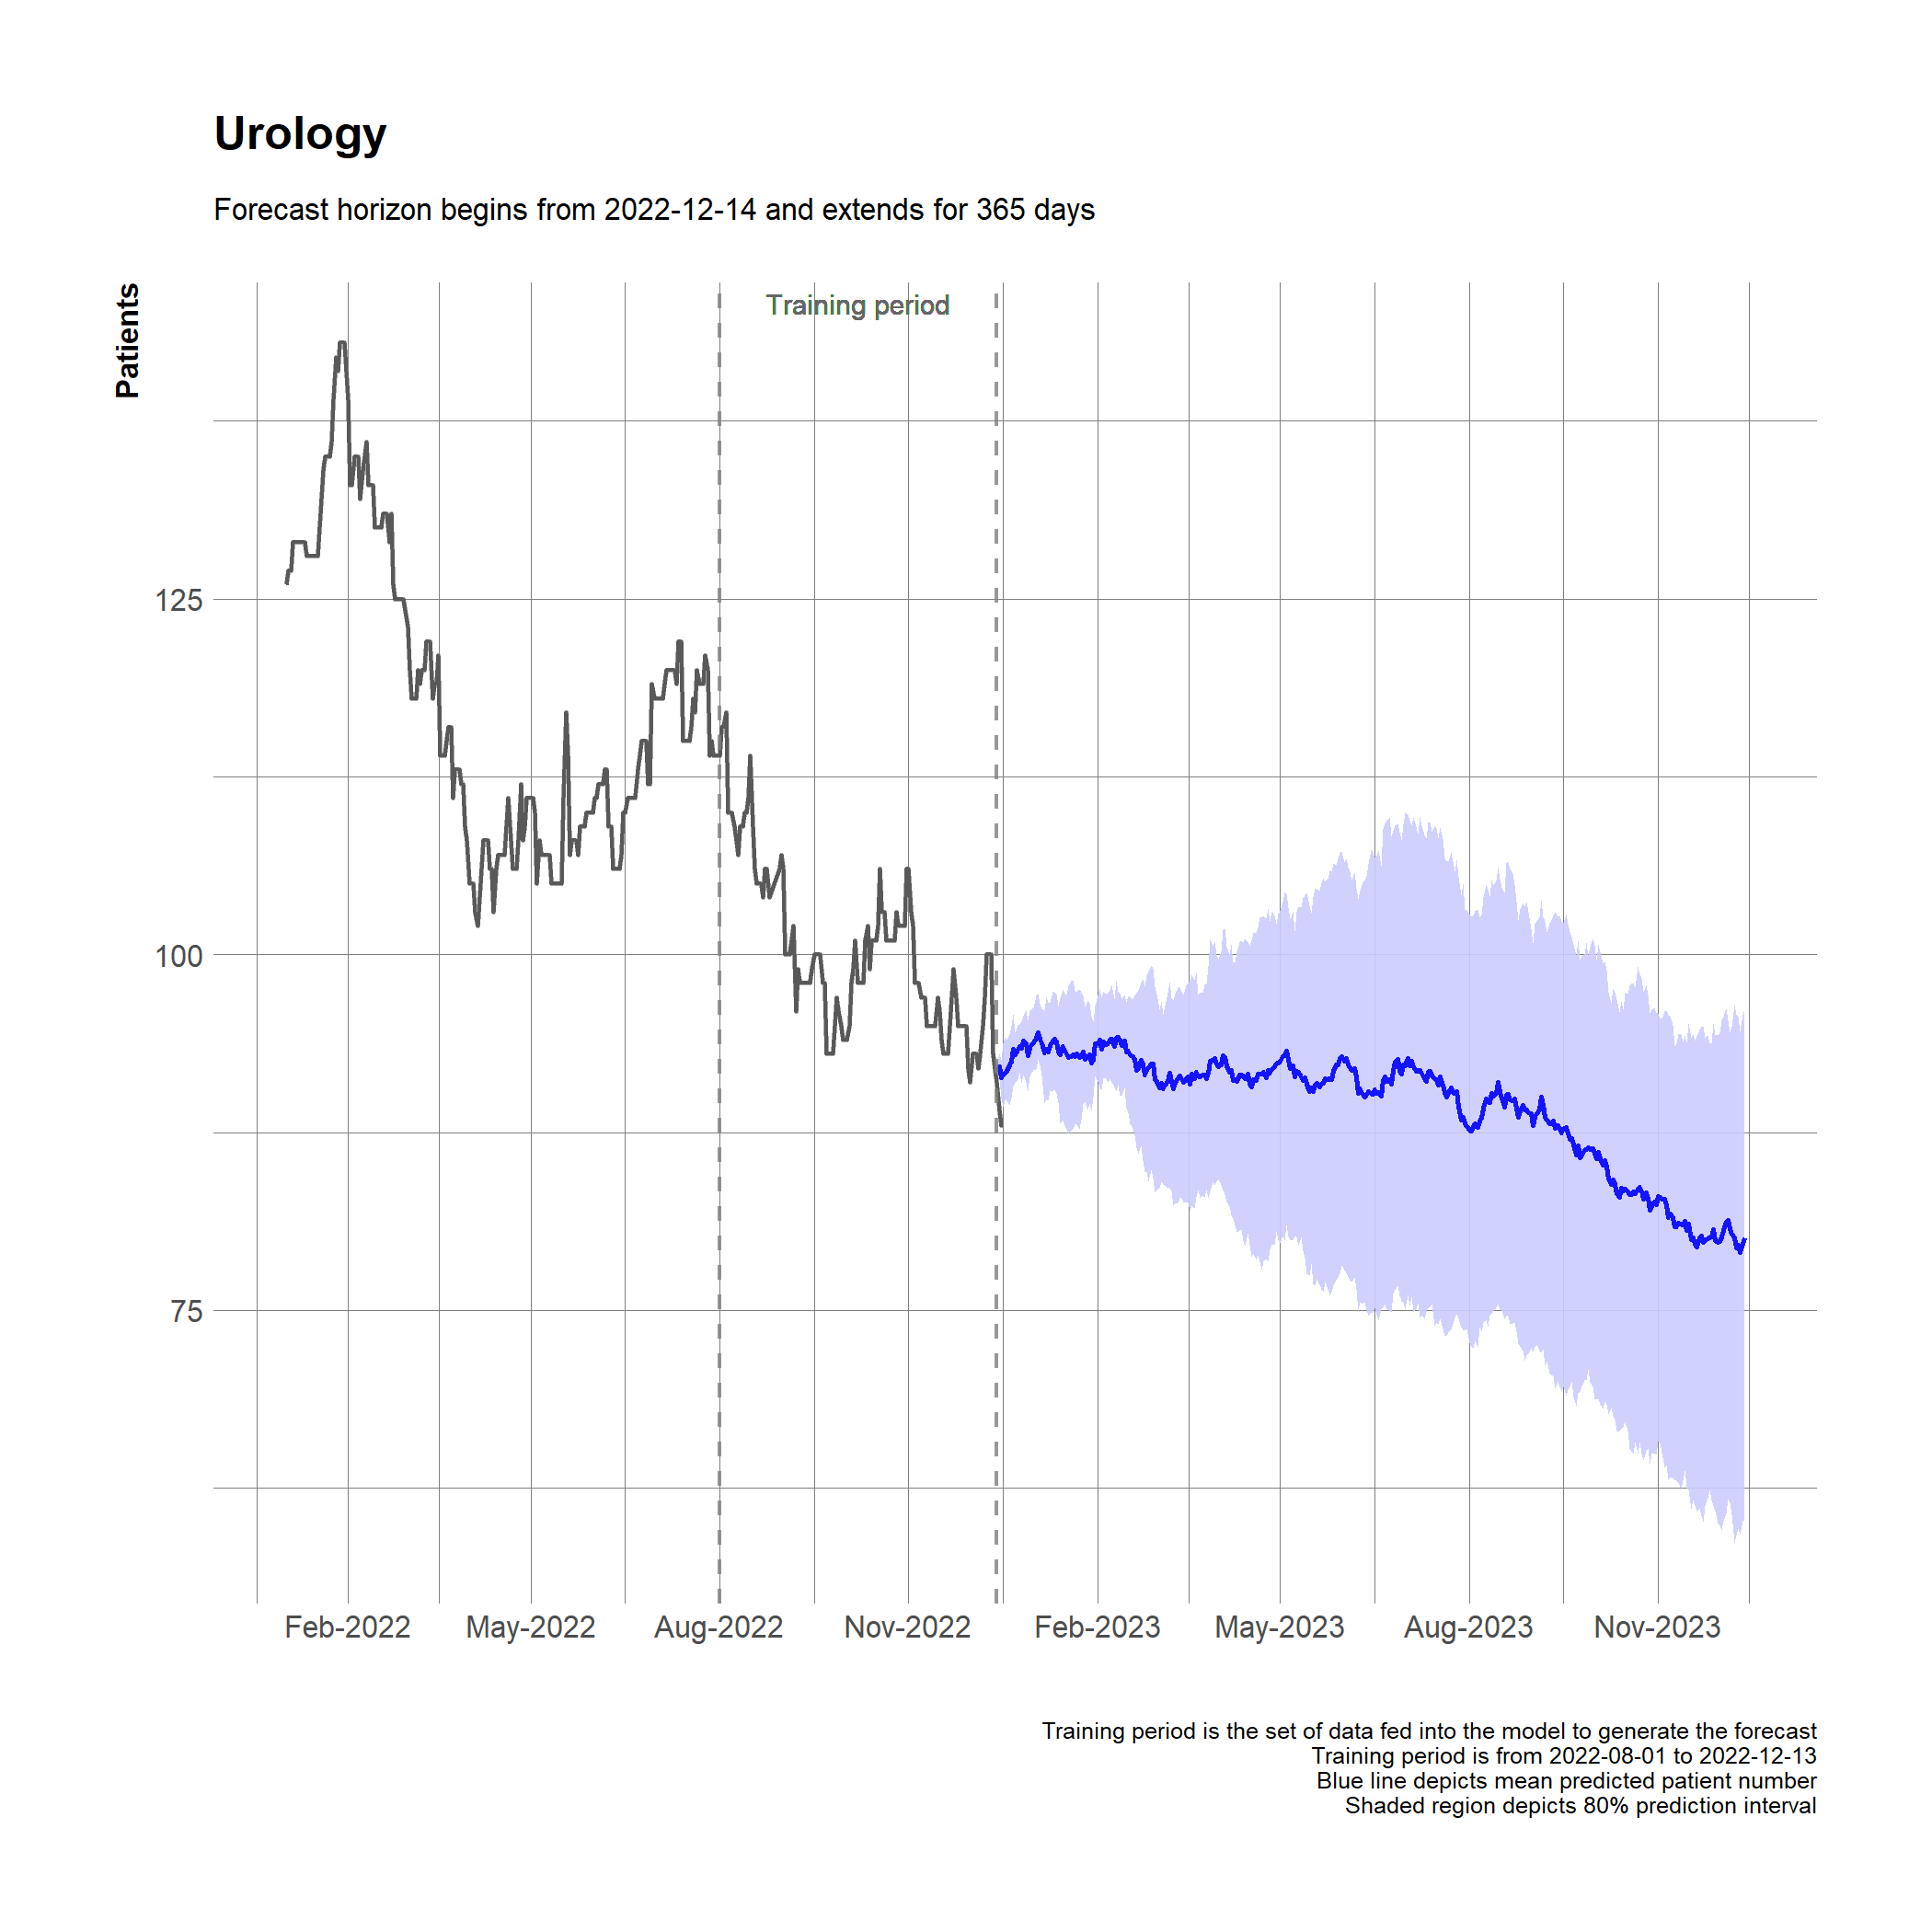 Urology
Forecast horizon begins from 2022-12-14 and extends for 365 days
Patients
Training period
125
100
75
Feb-2022 May-2022 Aug-2022 Nov-2022 Feb-2023 May-2023 Aug-2023 Nov-2023
Training period is the set of data fed into the model to generate the forecast
Training period is from 2022-08-01 to 2022-12-13
Blue line depicts mean predicted patient number
Shaded region depicts 80% prediction interval